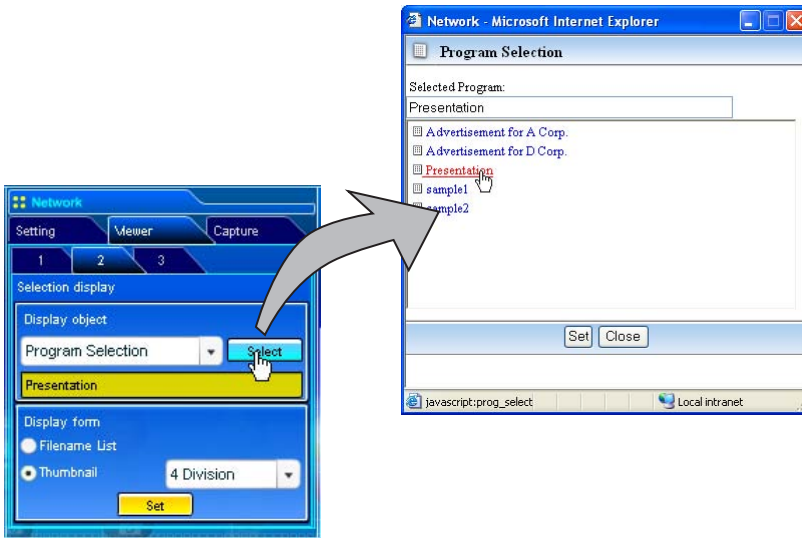 Network
Setting Viewer Capture
1 2 3
Selection display
Display object
Program Selection Select
Presentation
Display form
Filename List
Thumbnail 4 Division
Set
Network - Microsoft Internet Explorer
Program Selection
Selected Program:
Presentation
Advertisement for A Corp.
Advertisement for D Corp.
Presentation
sample1
sample2
Set Close
javascript:prog_select Local intranet